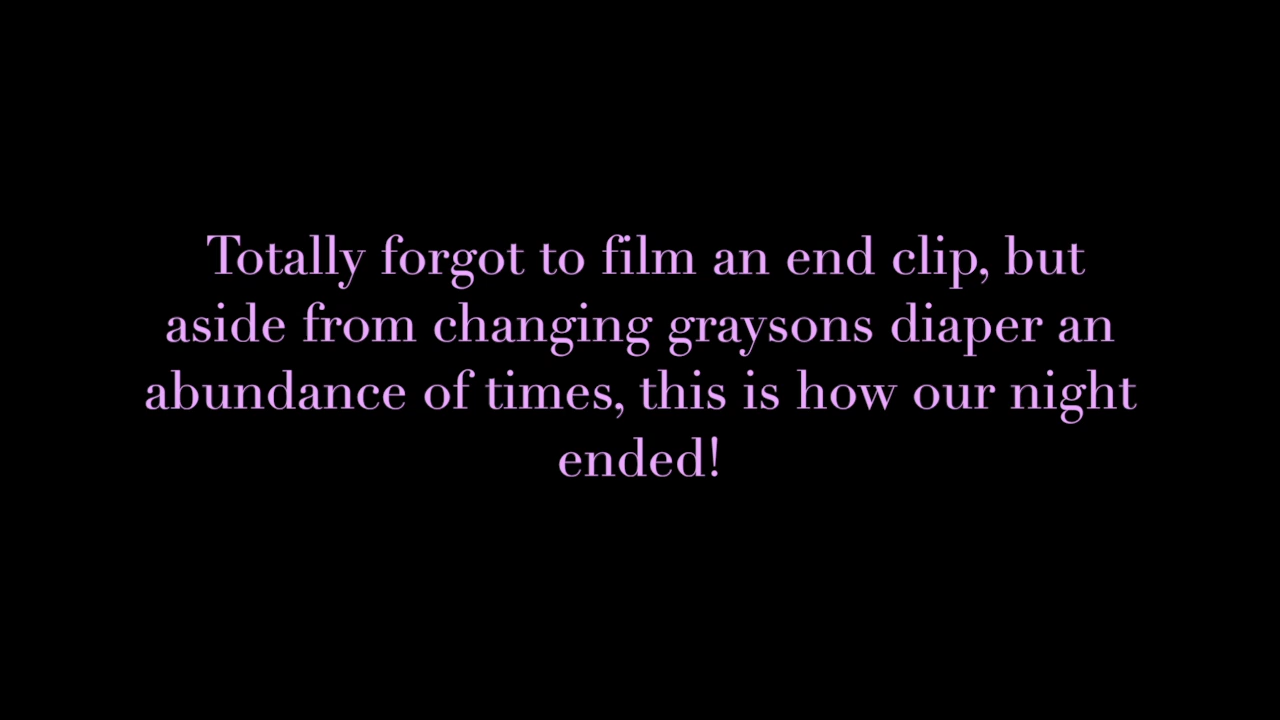 Totally forgot to film an end clip, but
aside from changing graysons diaper an
abundance of times, this is how our night
ended!